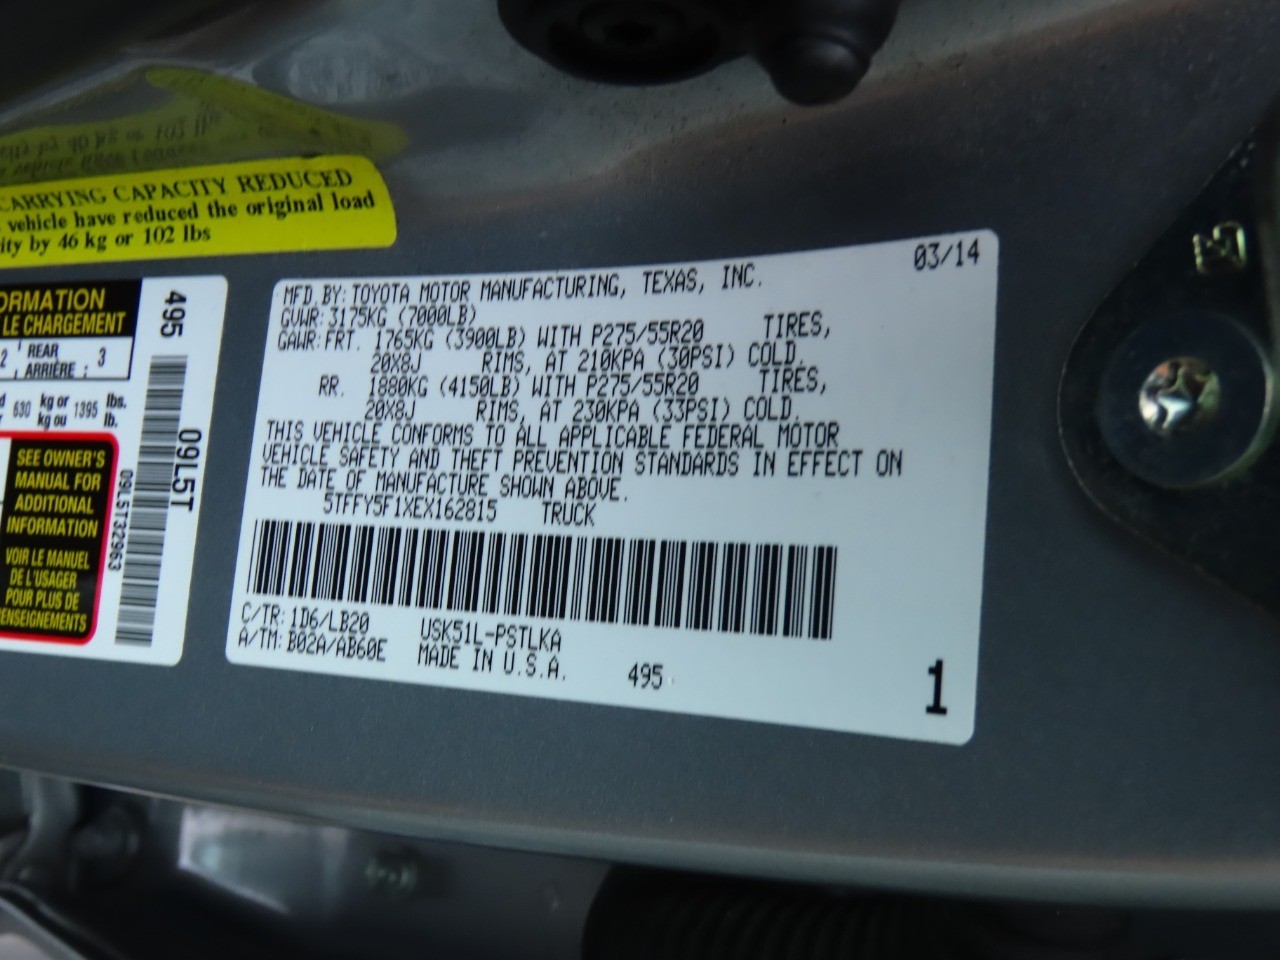 CARRYING CAPACITY REDUCED
vehicle have reduced the original load
by 46 kg or 102 lbs
495
LE CHARGEMENT
2 REAR ARRIÈRE : 3
630 kg or kg ou 1395 lbs. lb.
SEE OWNER'S
MANUAL FOR
ADDITIONAL
INFORMATION
VOIR LE MANUEL
DE L'USAGER
POUR PLUS DE
RENSEIGNEMENTS
09L5T32963
09L5T
03/14
MFD.BY:TOYOTA MOTOR MANUFACTURING, TEXAS, INC.
GVWR:3175KG (7000LB)
GAWR:FRT. 1765KG (3900LB) WITH P275/55R20 TIRES,
20X8J RIMS, AT 210KPA (30PSI) COLD.
RR. 1880KG (4150LB) WITH P275/55R20 TIRES,
20X8J RIMS, AT 230KPA (33PSI) COLD.
THIS VEHICLE CONFORMS TO ALL APPLICABLE FEDERAL MOTOR
VEHICLE SAFETY AND THEFT PREVENTION STANDARDS IN EFFECT ON
THE DATE OF MANUFACTURE SHOWN ABOVE.
5TFFY5F1XEX162815 TRUCK
C/TR:1D6/LB20 USK51L-PSTLKA
A/TM:B02A/AB60E MADE IN U.S.A. 495
1